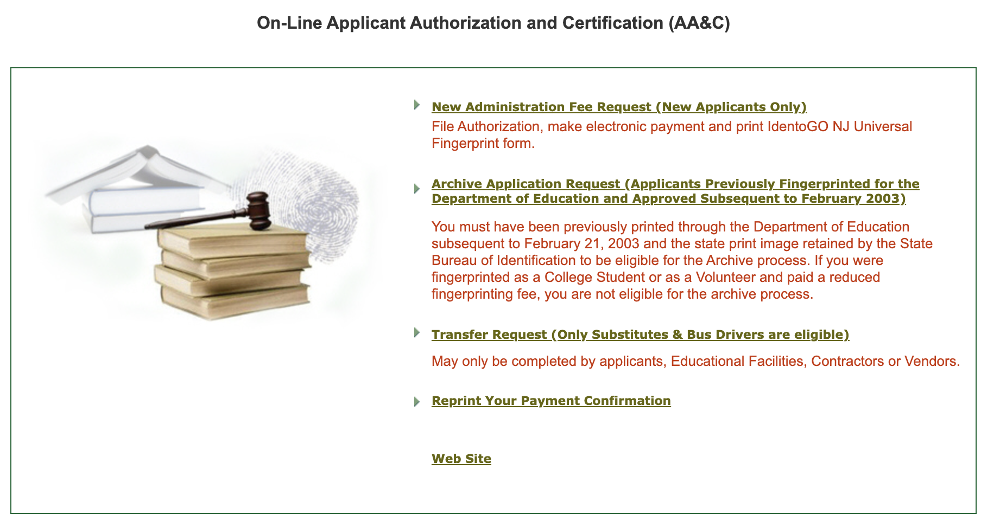 On-Line Applicant Authorization and Certification (AA&C)
New Administration Fee Request (New Applicants Only)
File Authorization, make electronic payment and print IdentoGO NJ Universal
Fingerprint form.
Archive Application Request (Applicants Previously Fingerprinted for the
Department of Education and Approved Subsequent to February 2003)
You must have been previously printed through the Department of Education
subsequent to February 21, 2003 and the state print image retained by the State
Bureau of Identification to be eligible for the Archive process. If you were
fingerprinted as a College Student or as a Volunteer and paid a reduced
fingerprinting fee, you are not eligible for the archive process.
Transfer Request (Only Substitutes & Bus Drivers are eligible)
May only be completed by applicants, Educational Facilities, Contractors or Vendors.
Reprint Your Payment Confirmation
Web Site